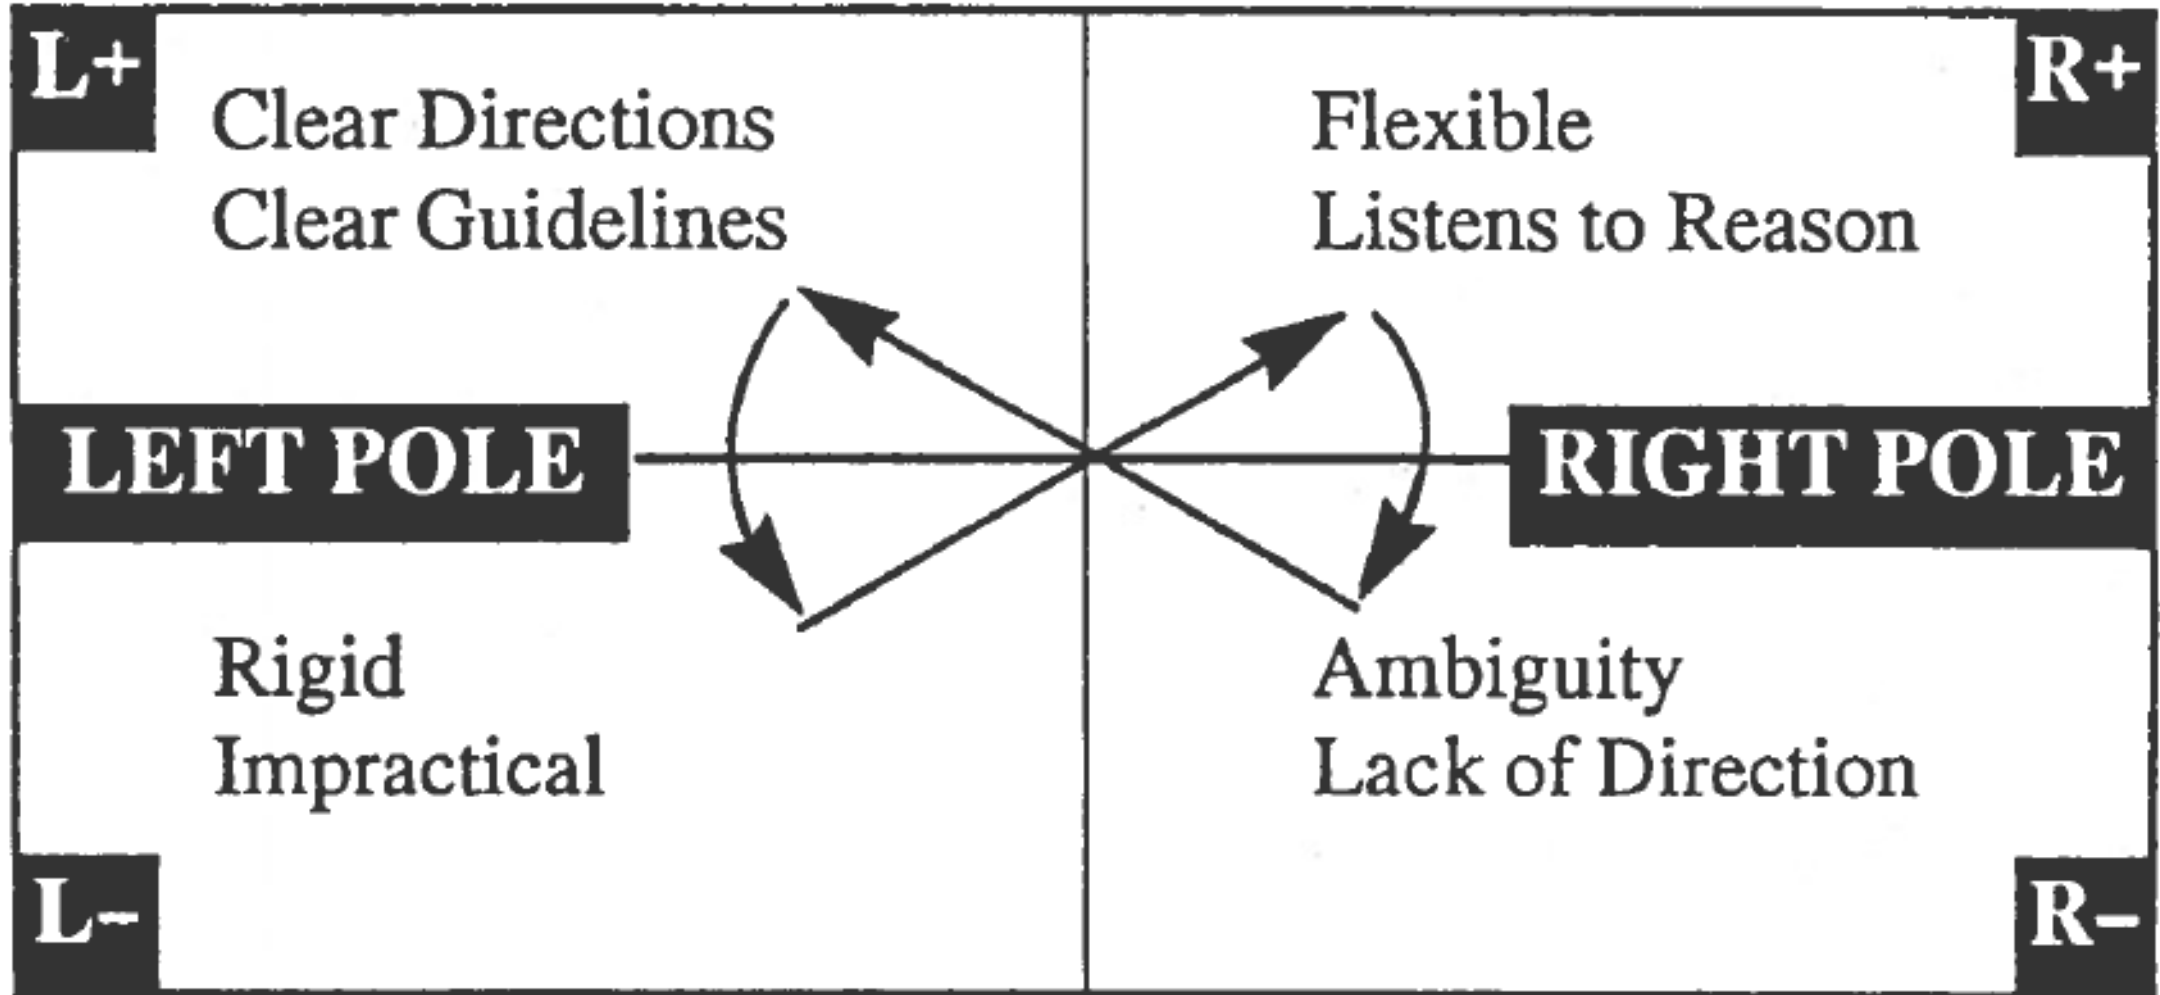 L+
Clear Directions
Clear Guidelines
R+
Flexible
Listens to Reason
LEFT POLE
RIGHT POLE
Rigid
Impractical
L–
Ambiguity
Lack of Direction
R–